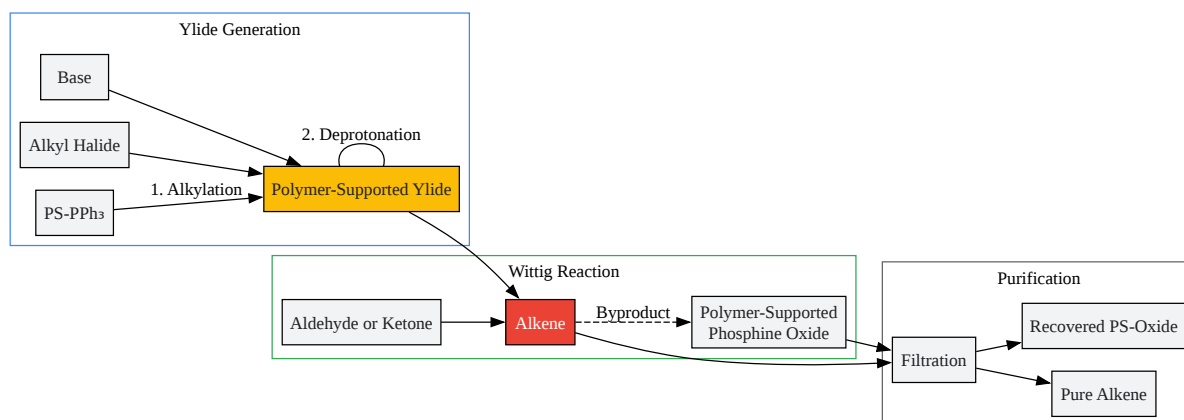 Ylide Generation
Base
2. Deprotonation
Alkyl Halide
1. Alkylation
Polymer-Supported Ylide
PS-PPh₃
Wittig Reaction
Aldehyde or Ketone
Alkene
Byproduct
Polymer-Supported
Phosphine Oxide
Purification
Filtration
Recovered PS-Oxide
Pure Alkene